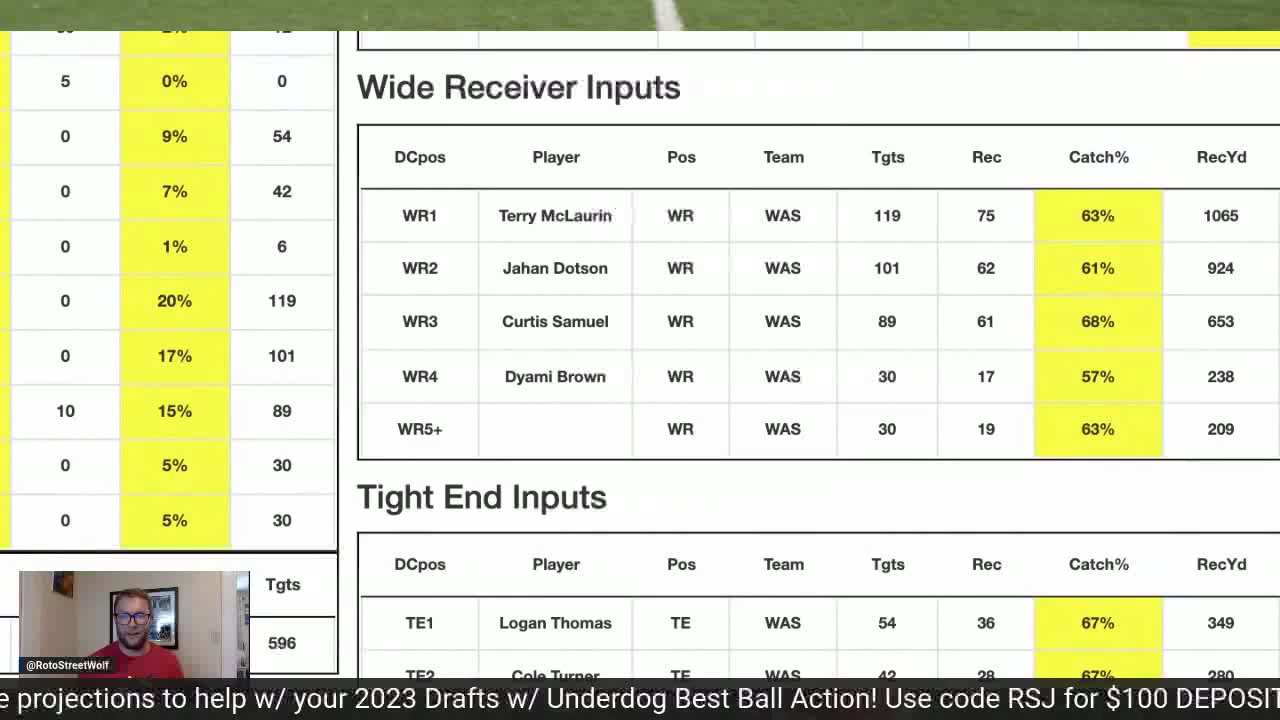 5 0% 0
0 9% 54
0 7% 42
0 1% 6
0 20% 119
0 17% 101
10 15% 89
0 5% 30
0 5% 30
Tgts
596
Wide Receiver Inputs
DCpos Player Pos Team Tgts Rec Catch% RecYd
WR1 Terry McLaurin WR WAS 119 75 63% 1065
WR2 Jahan Dotson WR WAS 101 62 61% 924
WR3 Curtis Samuel WR WAS 89 61 68% 653
WR4 Dyami Brown WR WAS 30 17 57% 238
WR5+ WR WAS 30 19 63% 209
Tight End Inputs
DCpos Player Pos Team Tgts Rec Catch% RecYd
TE1 Logan Thomas TE WAS 54 36 67% 349
TE2 Cole Turner TE WAS 42 28 67% 280
@RotoStreetWolf
e projections to help w/ your 2023 Drafts w/ Underdog Best Ball Action! Use code RSJ for $100 DEPOSIT